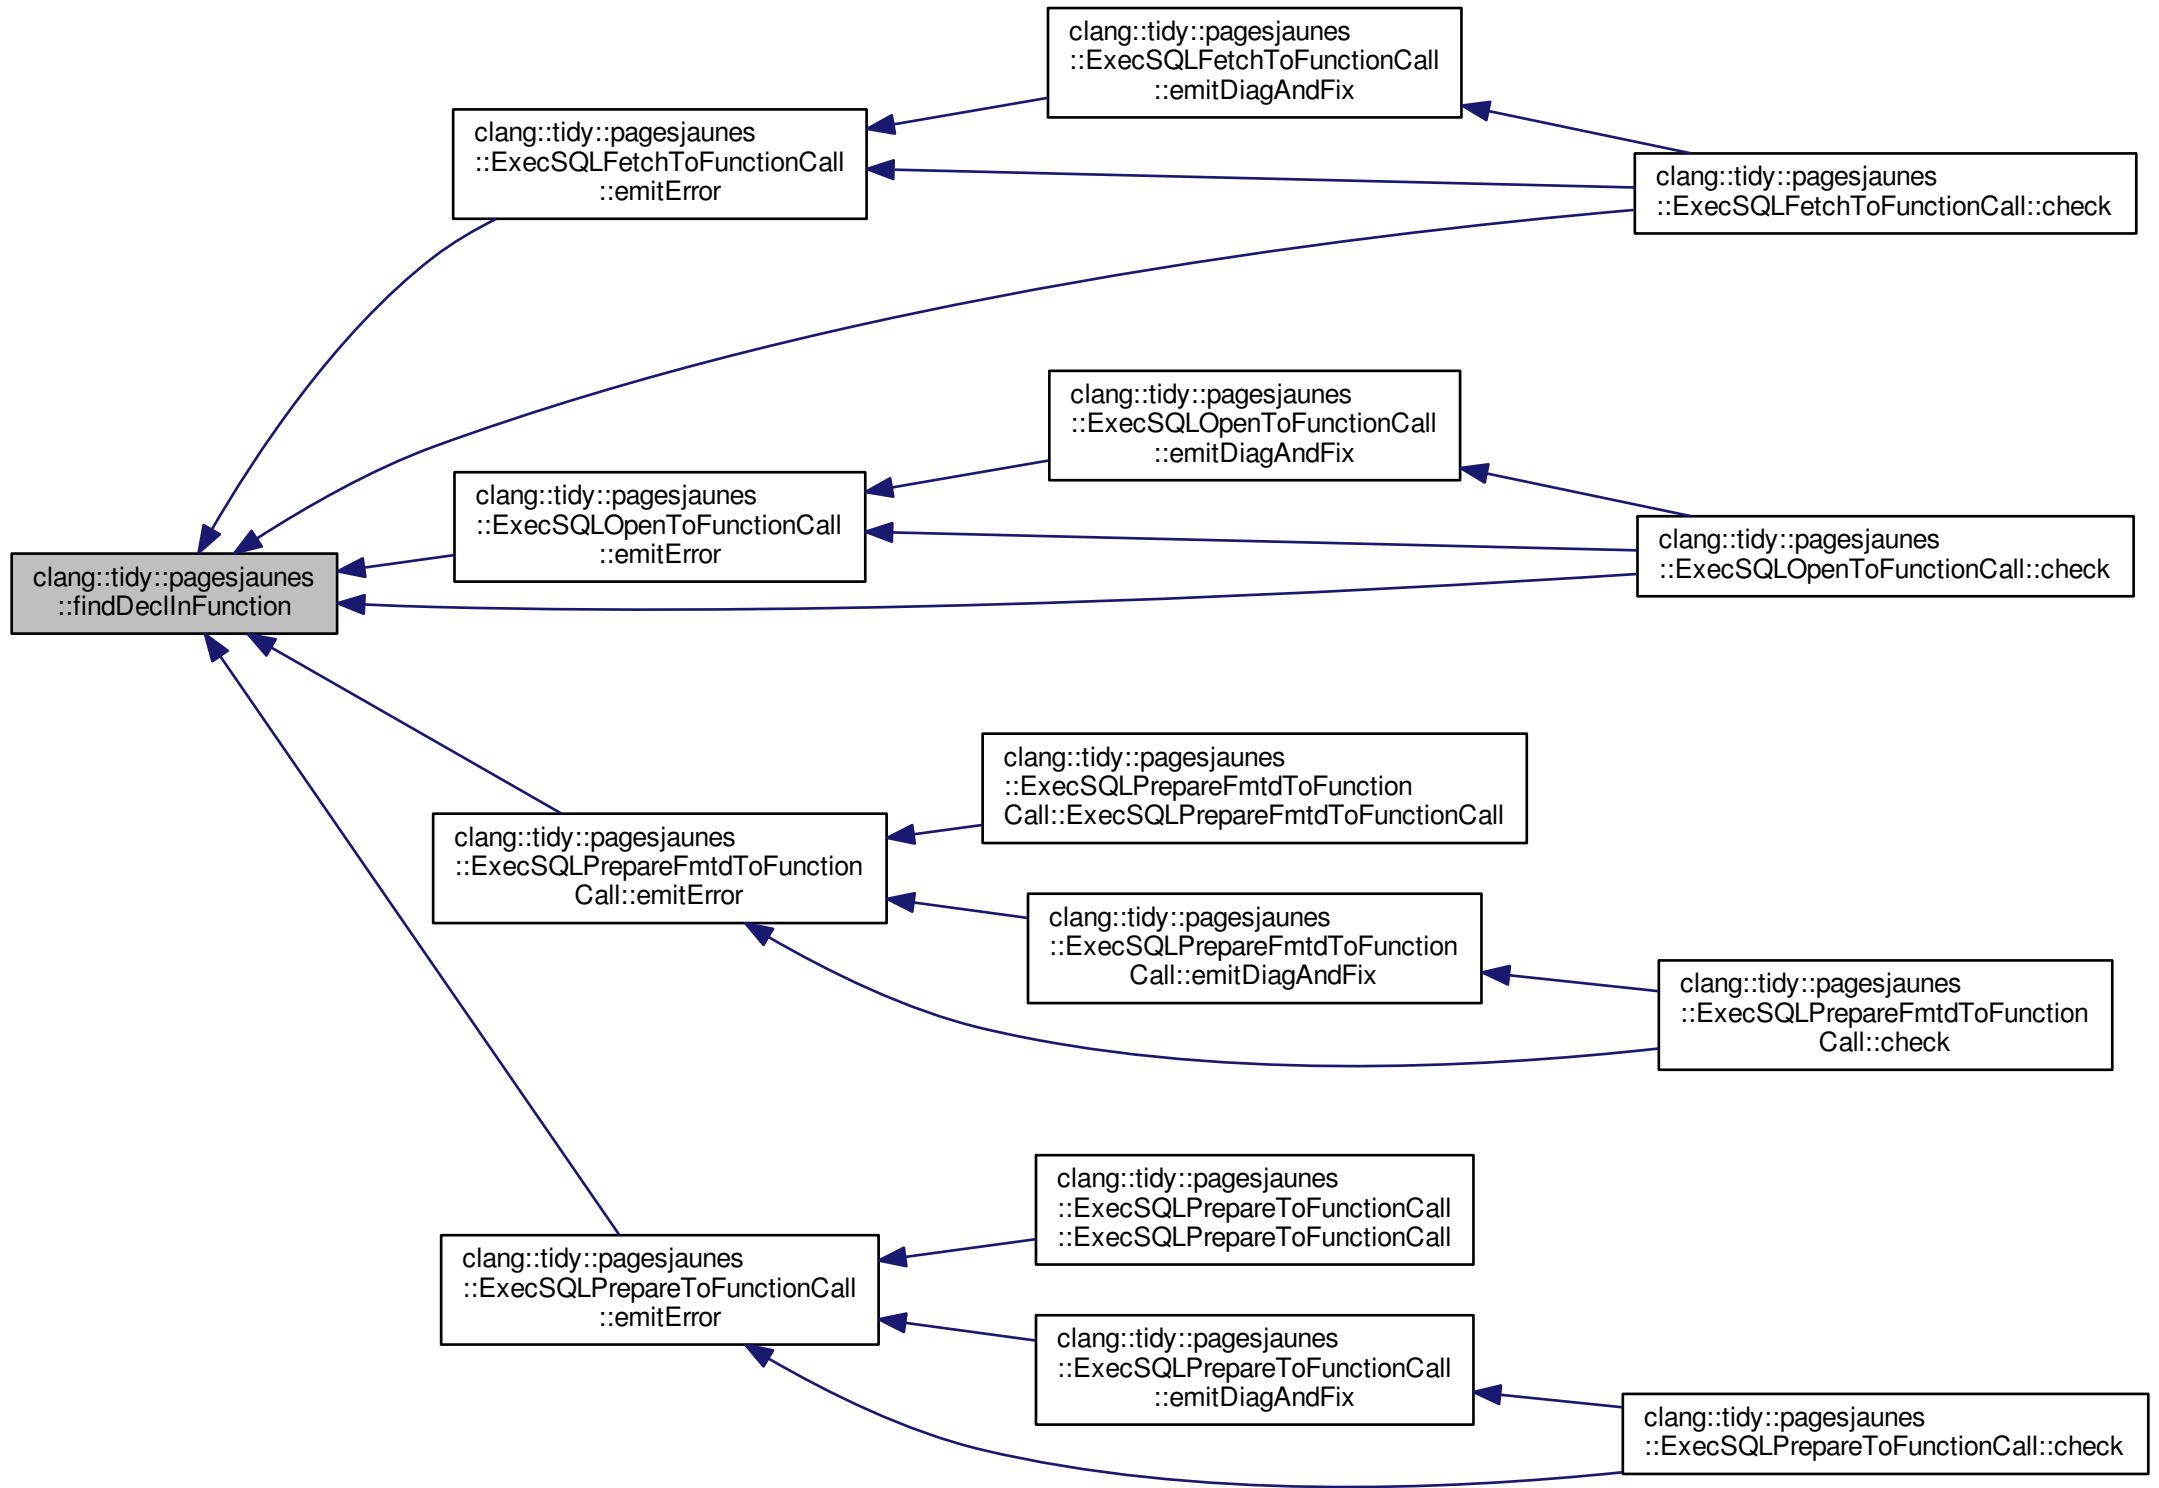 clang::tidy::pagesjaunes
::ExecSQLFetchToFunctionCall
::emitDiagAndFix
clang::tidy::pagesjaunes
::ExecSQLFetchToFunctionCall
::emitError
clang::tidy::pagesjaunes
::ExecSQLFetchToFunctionCall::check
clang::tidy::pagesjaunes
::ExecSQLOpenToFunctionCall
::emitDiagAndFix
clang::tidy::pagesjaunes
::ExecSQLOpenToFunctionCall
::emitError
clang::tidy::pagesjaunes
::ExecSQLOpenToFunctionCall::check
clang::tidy::pagesjaunes
::findDeclInFunction
clang::tidy::pagesjaunes
::ExecSQLPrepareFmtdToFunction
Call::ExecSQLPrepareFmtdToFunctionCall
clang::tidy::pagesjaunes
::ExecSQLPrepareFmtdToFunction
Call::emitError
clang::tidy::pagesjaunes
::ExecSQLPrepareFmtdToFunction
Call::emitDiagAndFix
clang::tidy::pagesjaunes
::ExecSQLPrepareFmtdToFunction
Call::check
clang::tidy::pagesjaunes
::ExecSQLPrepareToFunctionCall
::ExecSQLPrepareToFunctionCall
clang::tidy::pagesjaunes
::ExecSQLPrepareToFunctionCall
::emitError
clang::tidy::pagesjaunes
::ExecSQLPrepareToFunctionCall
::emitDiagAndFix
clang::tidy::pagesjaunes
::ExecSQLPrepareToFunctionCall::check